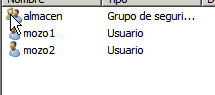 Nombre Tipo
almacen Grupo de seguri...
mozo1 Usuario
mozo2 Usuario